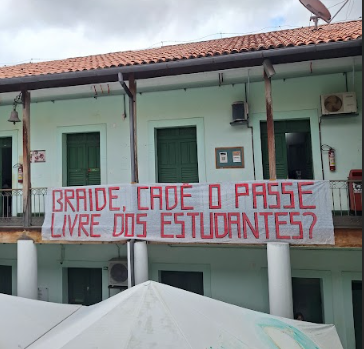 BRAIDE, CADÊ O PASSE
LIVRE DOS ESTUDANTES?